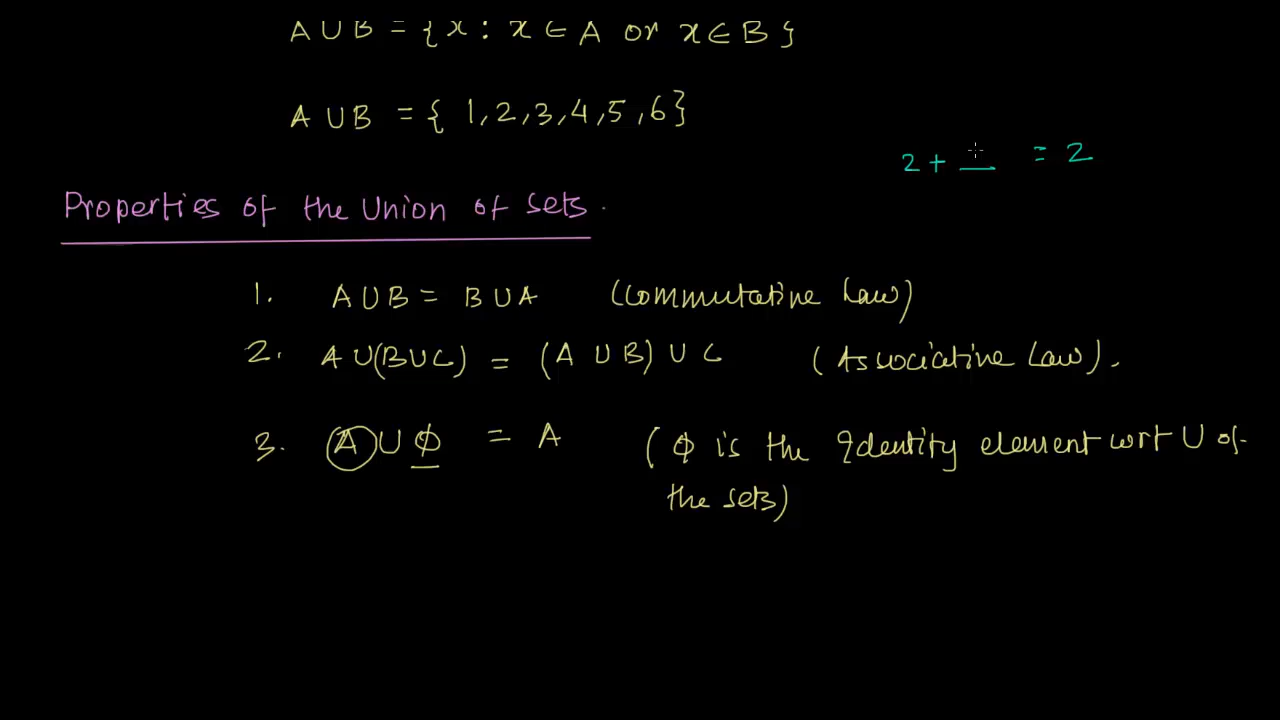 A ∪ B = { x : x ∈ A or x ∈ B }
A ∪ B = { 1, 2, 3, 4, 5, 6 }
2 + __ = 2
Properties of the Union of Sets.
1. A ∪ B = B ∪ A (Commutative Law)
2. A ∪ (B ∪ C) = (A ∪ B) ∪ C (Associative Law).
3. A ∪ ϕ = A (ϕ is the Identity element wrt ∪ of
the sets)